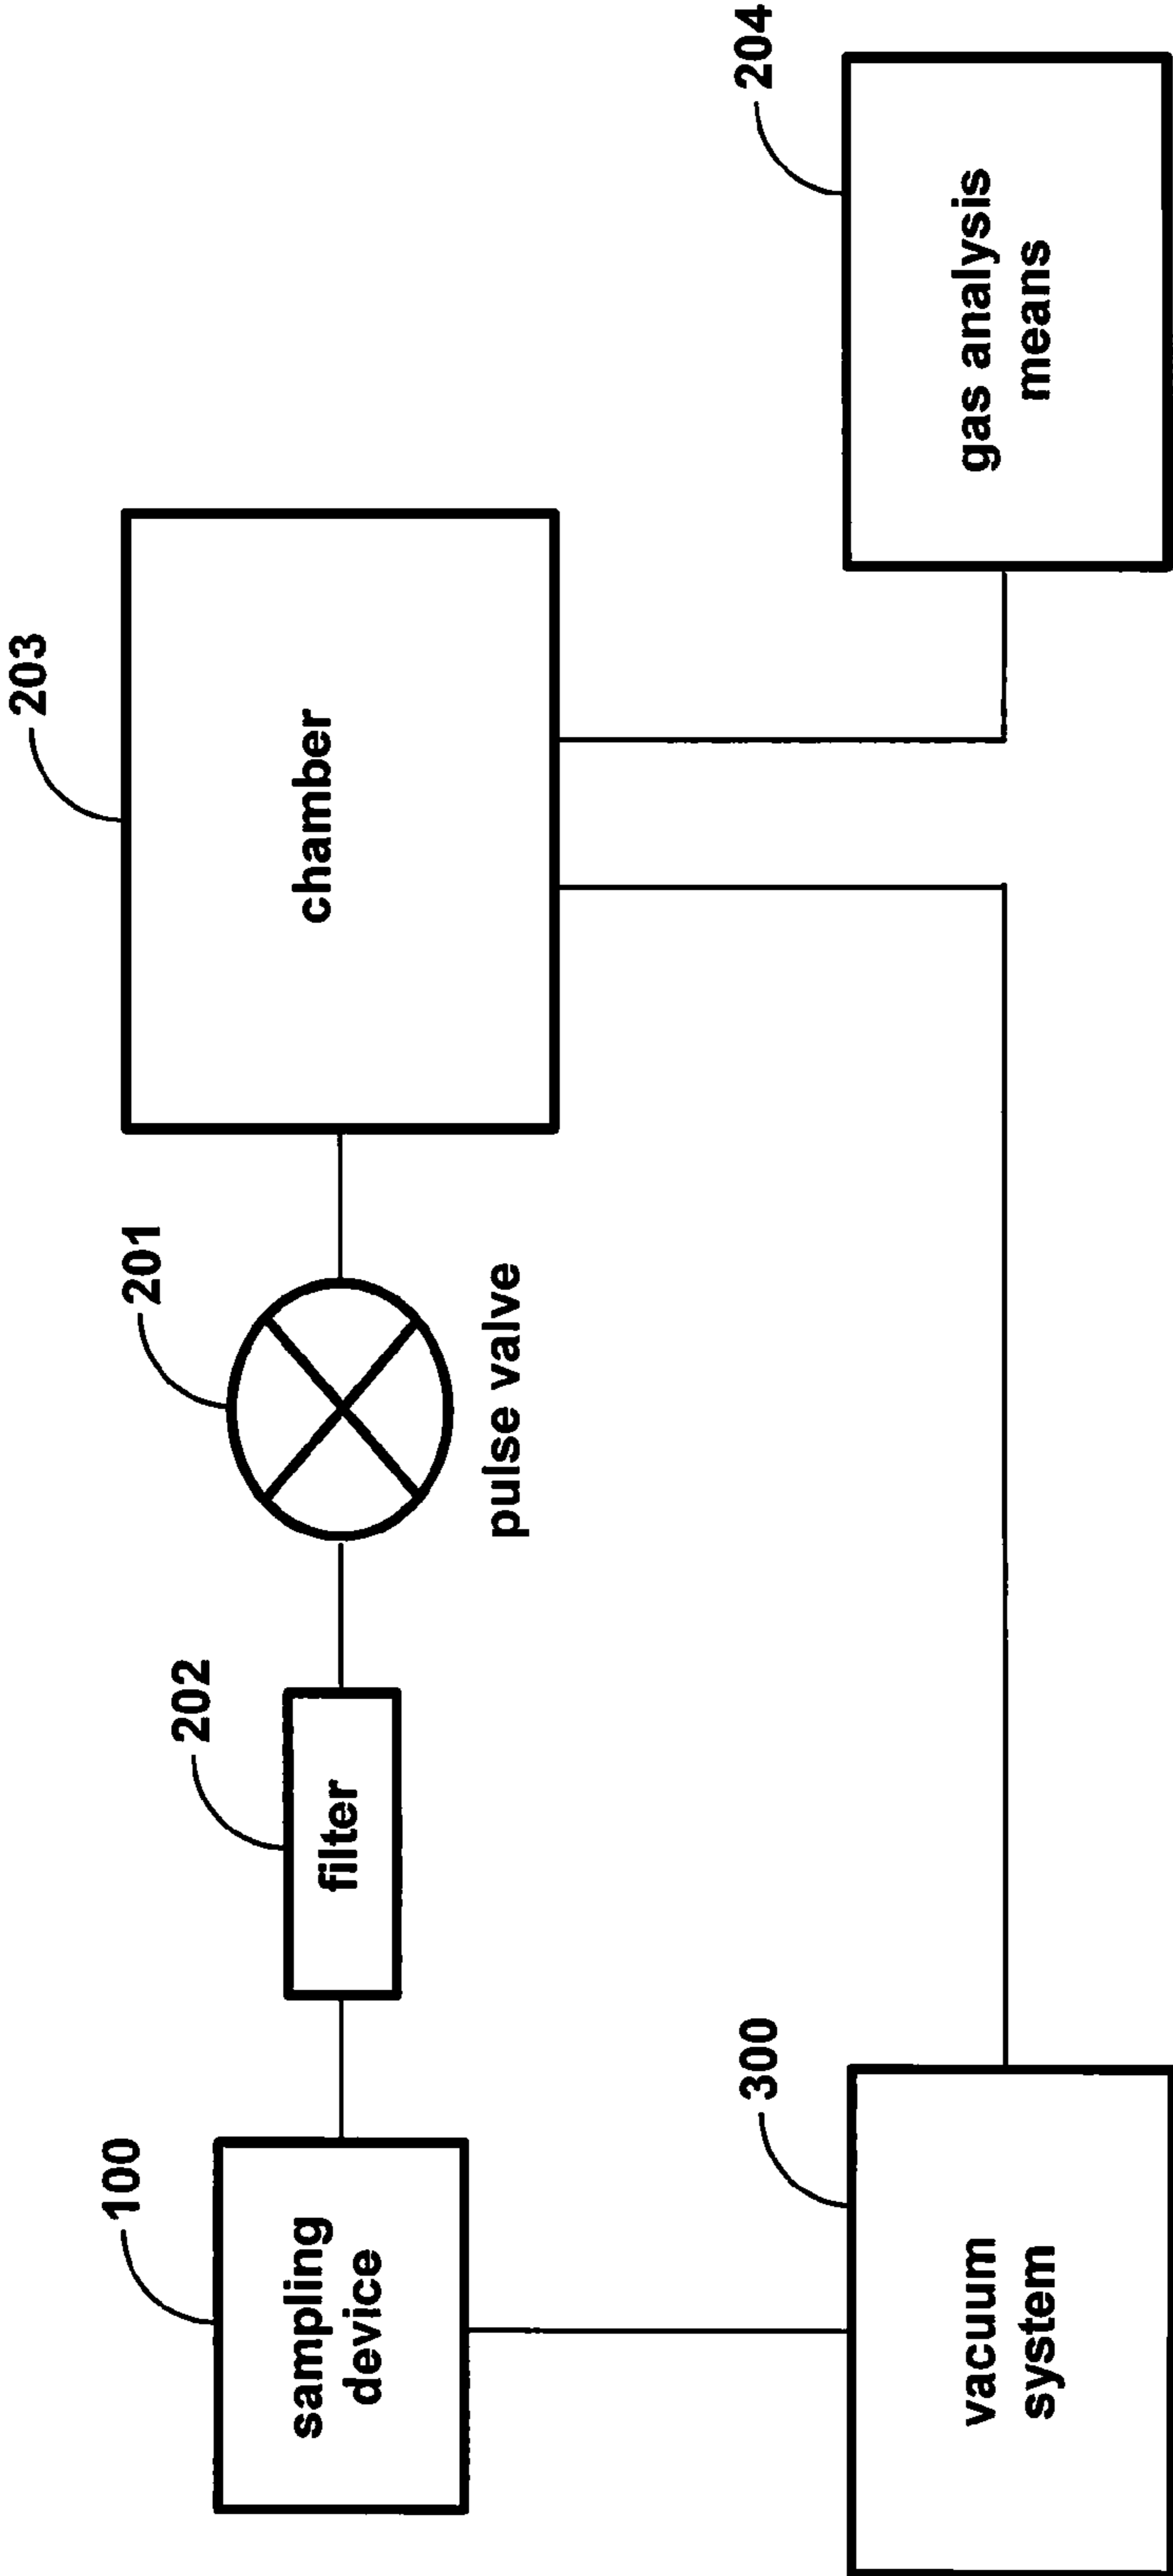 100
sampling
device
202
filter
201
pulse valve
203
chamber
300
vacuum
system
204
gas analysis
means